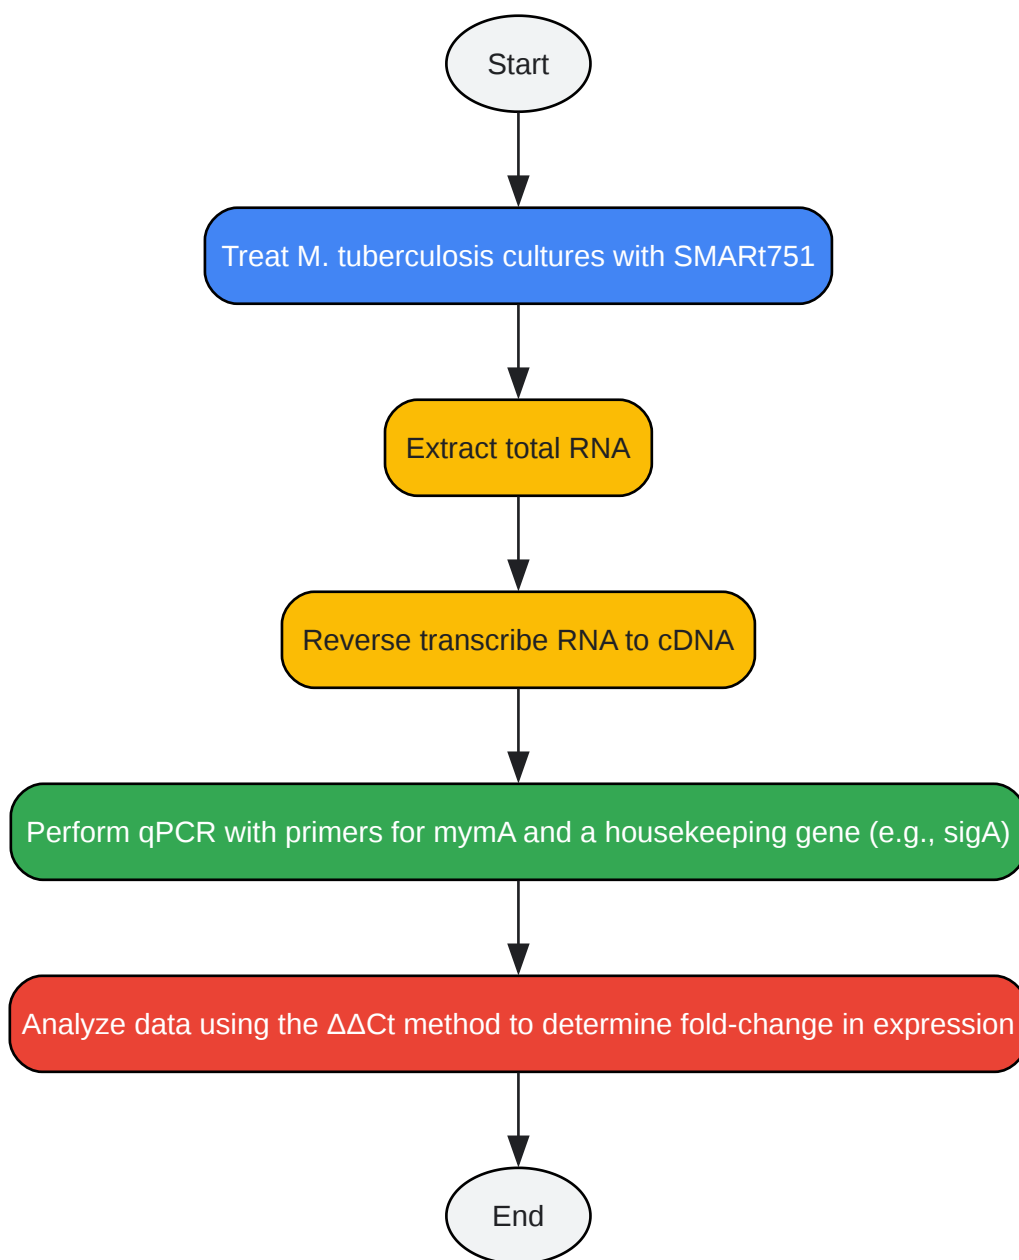 Start
Treat M. tuberculosis cultures with SMARt751
Extract total RNA
Reverse transcribe RNA to cDNA
Perform qPCR with primers for mymA and a housekeeping gene (e.g., sigA)
Analyze data using the ΔΔCt method to determine fold-change in expression
End